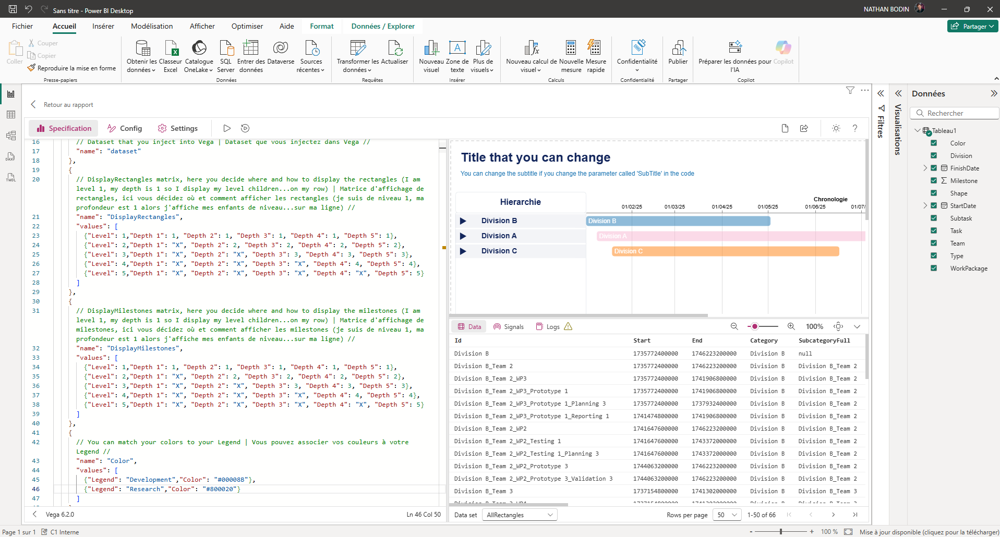 Sans titre - Power BI Desktop
NATHAN BODIN
Fichier
Accueil
Insérer
Modélisation
Afficher
Optimiser
Aide
Format
Données / Explorer
Partager
Coller
Couper
Copier
Reproduire la mise en forme
Presse-papiers
Obtenir les données
Classeur Excel
Catalogue OneLake
SQL Server
Entrer des données
Dataverse
Sources récentes
Données
Transformer les données
Actualiser
Requêtes
Nouveau visuel
Zone de texte
Plus de visuels
Insérer
Nouveau calcul de visuel
Nouvelle mesure
Mesure rapide
Calculs
Confidentialité
Confidentialité
Publier
Partager
Préparer les données pour l'IA
Copilot
Copilot
Retour au rapport
Specification
Config
Settings
16 // Dataset that you inject into Vega | Dataset que vous injectez dans Vega //
17 "name": "dataset"
18 },
19 {
20 // DisplayRectangles matrix, here you decide where and how to display the rectangles (I am
level 1, my depth is 1 so I display my level children...on my row) | Matrice d'affichage de
rectangles, ici vous décidez où et comment afficher les rectangles (je suis de niveau 1, ma
profondeur est 1 alors j'affiche mes enfants de niveau...sur ma ligne) //
21 "name": "DisplayRectangles",
22 "values": [
23 {"Level": 1,"Depth 1": 1, "Depth 2": 1, "Depth 3": 1, "Depth 4": 1, "Depth 5": 1},
24 {"Level": 2,"Depth 1": "X", "Depth 2": 2, "Depth 3": 2, "Depth 4": 2, "Depth 5": 2},
25 {"Level": 3,"Depth 1": "X", "Depth 2": "X", "Depth 3": 3, "Depth 4": 3, "Depth 5": 3},
26 {"Level": 4,"Depth 1": "X", "Depth 2": "X", "Depth 3": "X", "Depth 4": 4, "Depth 5": 4},
27 {"Level": 5,"Depth 1": "X", "Depth 2": "X", "Depth 3": "X", "Depth 4": "X", "Depth 5": 5}
28 ]
29 },
30 {
31 // DisplayMilestones matrix, here you decide where and how to display the milestones (I am
level 1, my depth is 1 so I display my level children...on my row) | Matrice d'affichage de
milestones, ici vous décidez où et comment afficher les milestones (je suis de niveau 1, ma
profondeur est 1 alors j'affiche mes enfants de niveau...sur ma ligne) //
32 "name": "DisplayMilestones",
33 "values": [
34 {"Level": 1,"Depth 1": 1, "Depth 2": 1, "Depth 3": 1, "Depth 4": 1, "Depth 5": 1},
35 {"Level": 2,"Depth 1": "X", "Depth 2": 2, "Depth 3": 2, "Depth 4": 2, "Depth 5": 2},
36 {"Level": 3,"Depth 1": "X", "Depth 2": "X", "Depth 3": 3, "Depth 4": 3, "Depth 5": 3},
37 {"Level": 4,"Depth 1": "X", "Depth 2": "X", "Depth 3": "X", "Depth 4": 4, "Depth 5": 4},
38 {"Level": 5,"Depth 1": "X", "Depth 2": "X", "Depth 3": "X", "Depth 4": "X", "Depth 5": 5}
39 ]
40 },
41 {
42 // You can match your colors to your Legend | Vous pouvez associer vos couleurs à votre
Legend //
43 "name": "Color",
44 "values": [
45 {"Legend": "Development","Color": "#00008B"},
46 {"Legend": "Research","Color": "#800020"}
47 ]
Vega 6.2.0
Ln 46 Col 50
Title that you can change
You can change the subtitle if you change the parameter called 'SubTitle' in the code
Hierarchie
Chronologie
01/02/25 01/03/25 01/04/25 01/05/25 01/06/25 01/07/
Division B
Division B
Division A
Division A
Division C
Division C
Data
Signals
Logs
100%
Id Start End Category SubcategoryFull
Division B 1735772400000 1746223200000 Division B null
Division B_Team 2 1735772400000 1746223200000 Division B Division B_Team 2
Division B_Team 2_WP3 1735772400000 1741906800000 Division B Division B_Team 2
Division B_Team 2_WP3_Prototype 1 1735772400000 1741906800000 Division B Division B_Team 2
Division B_Team 2_WP3_Prototype 1_Planning 3 1735772400000 1737932400000 Division B Division B_Team 2
Division B_Team 2_WP3_Prototype 1_Reporting 1 1741474800000 1741906800000 Division B Division B_Team 2
Division B_Team 2_WP2 1741647600000 1746223200000 Division B Division B_Team 2
Division B_Team 2_WP2_Testing 1 1741647600000 1743372000000 Division B Division B_Team 2
Division B_Team 2_WP2_Testing 1_Planning 3 1741647600000 1743372000000 Division B Division B_Team 2
Division B_Team 2_WP2_Prototype 3 1744063200000 1746223200000 Division B Division B_Team 2
Division B_Team 2_WP2_Prototype 3_Validation 3 1744063200000 1746223200000 Division B Division B_Team 2
Division B_Team 3 1737154800000 1741302000000 Division B Division B_Team 3
Data set AllRectangles
Rows per page 50 1-50 of 66
Filtres
Visualisations
Données
Rechercher
Tableau1
Color
Division
FinishDate
Milestone
Shape
StartDate
Subtask
Task
Team
Type
WorkPackage
DAX
TMDL
Page 1 sur 1
C1 Interne
- + 100 %
Mise à jour disponible (cliquez pour la télécharger)